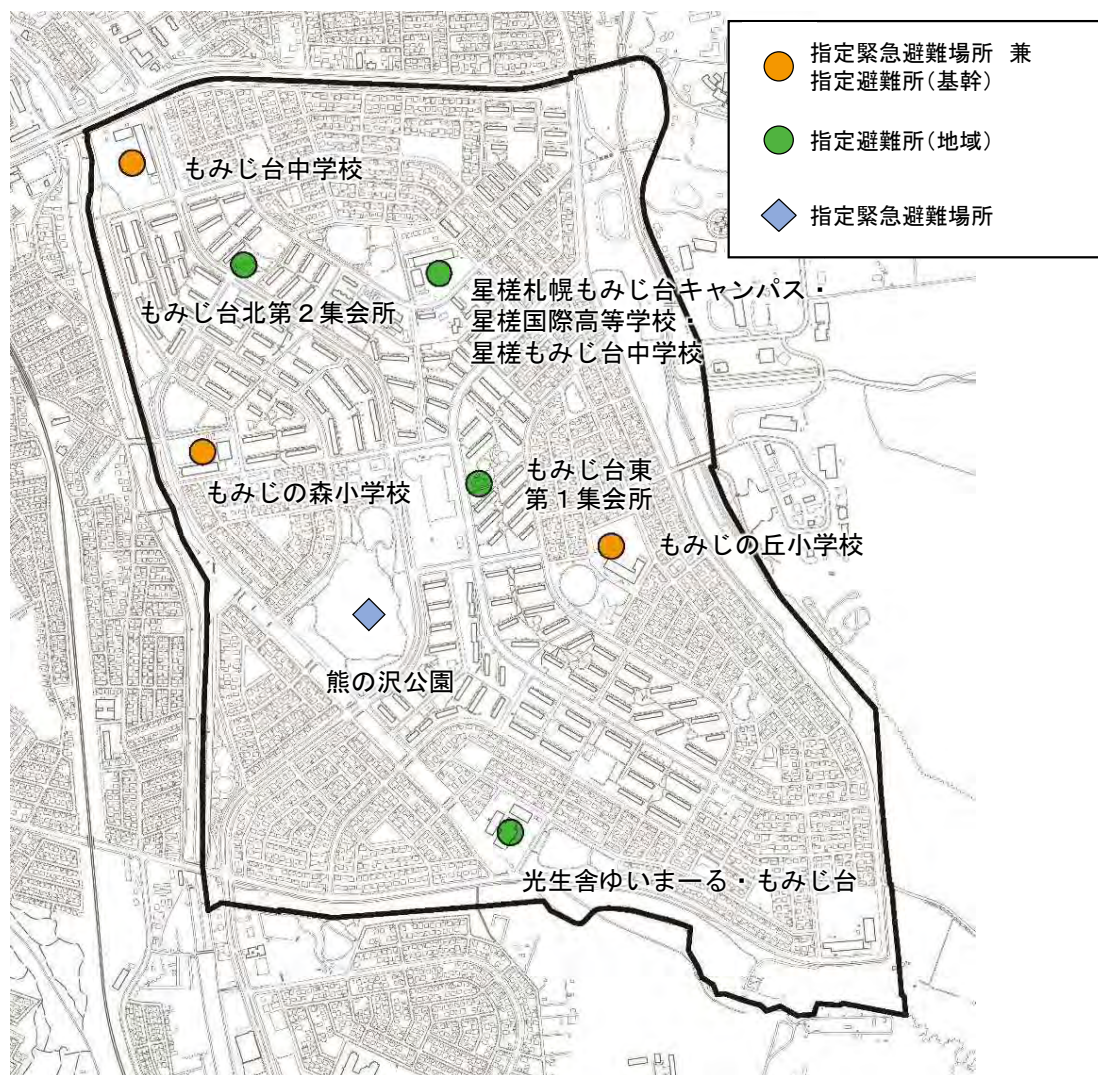 指定緊急避難場所 兼
指定避難所(基幹)
指定避難所(地域)
指定緊急避難場所
もみじ台中学校
もみじ台北第2集会所
星槎札幌もみじ台キャンパス・
星槎国際高等学校・
星槎もみじ台中学校
もみじの森小学校
もみじ台東
第1集会所
もみじの丘小学校
熊の沢公園
光生舎ゆいまーる・もみじ台